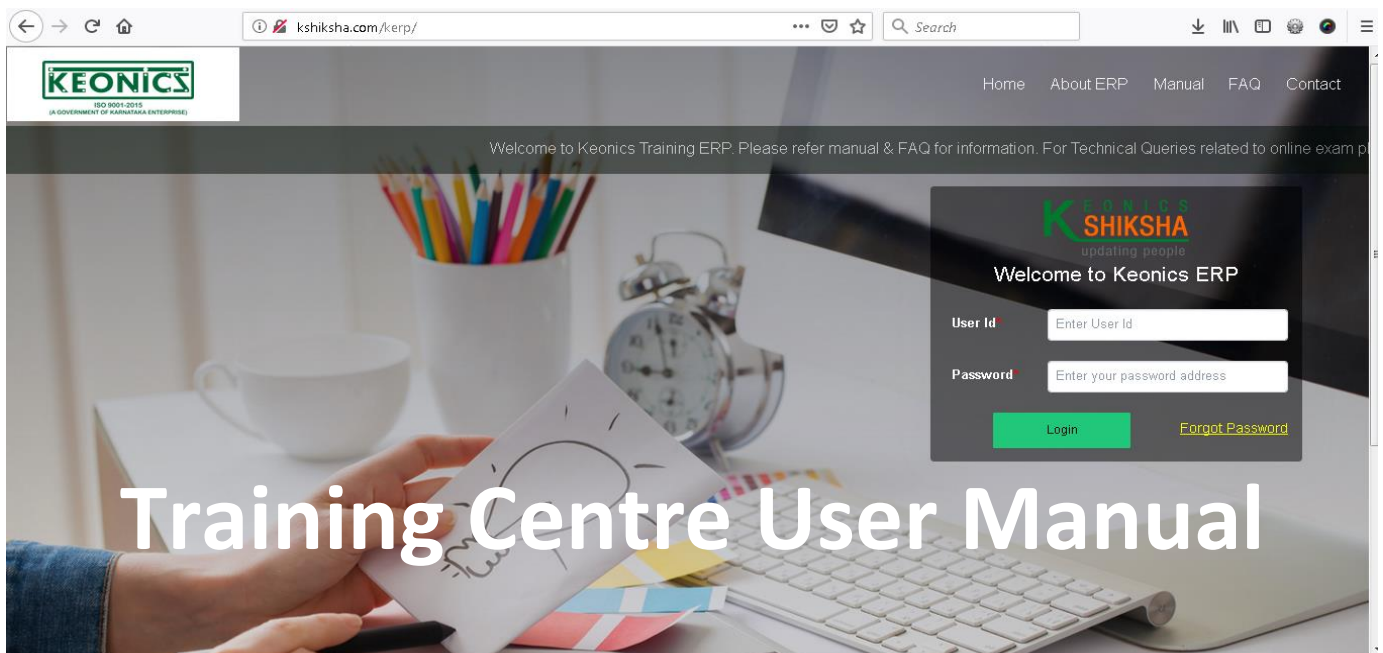 kshiksha.com/kerp/
Search
KEONICS
ISO 9001-2015
(A GOVERNMENT OF KARNATAKA ENTERPRISE)
Home About ERP Manual FAQ Contact
Welcome to Keonics Training ERP. Please refer manual & FAQ for information. For Technical Queries related to online exam pl
KEONICS
SHIKSHA
updating people
Welcome to Keonics ERP
User Id*
Enter User Id
Password*
Enter your password address
Login
Forgot Password
Training Centre User Manual